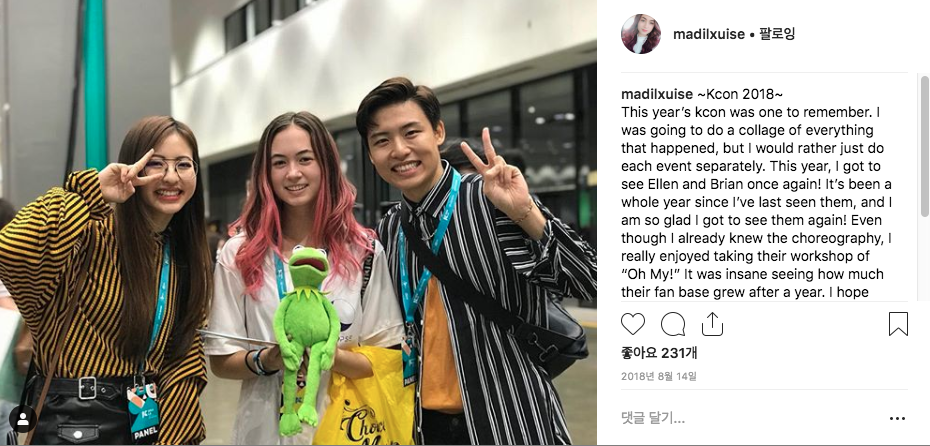 madilxuise • 팔로잉
madilxuise ~Kcon 2018~
This year's kcon was one to remember. I
was going to do a collage of everything
that happened, but I would rather just do
each event separately. This year, I got to
see Ellen and Brian once again! It's been a
whole year since I've last seen them, and I
am so glad I got to see them again! Even
though I already knew the choreography, I
really enjoyed taking their workshop of
“Oh My!” It was insane seeing how much
their fan base grew after a year. I hope
좋아요 231개
2018년 8월 14일
댓글 달기...
PANEL
PANEL